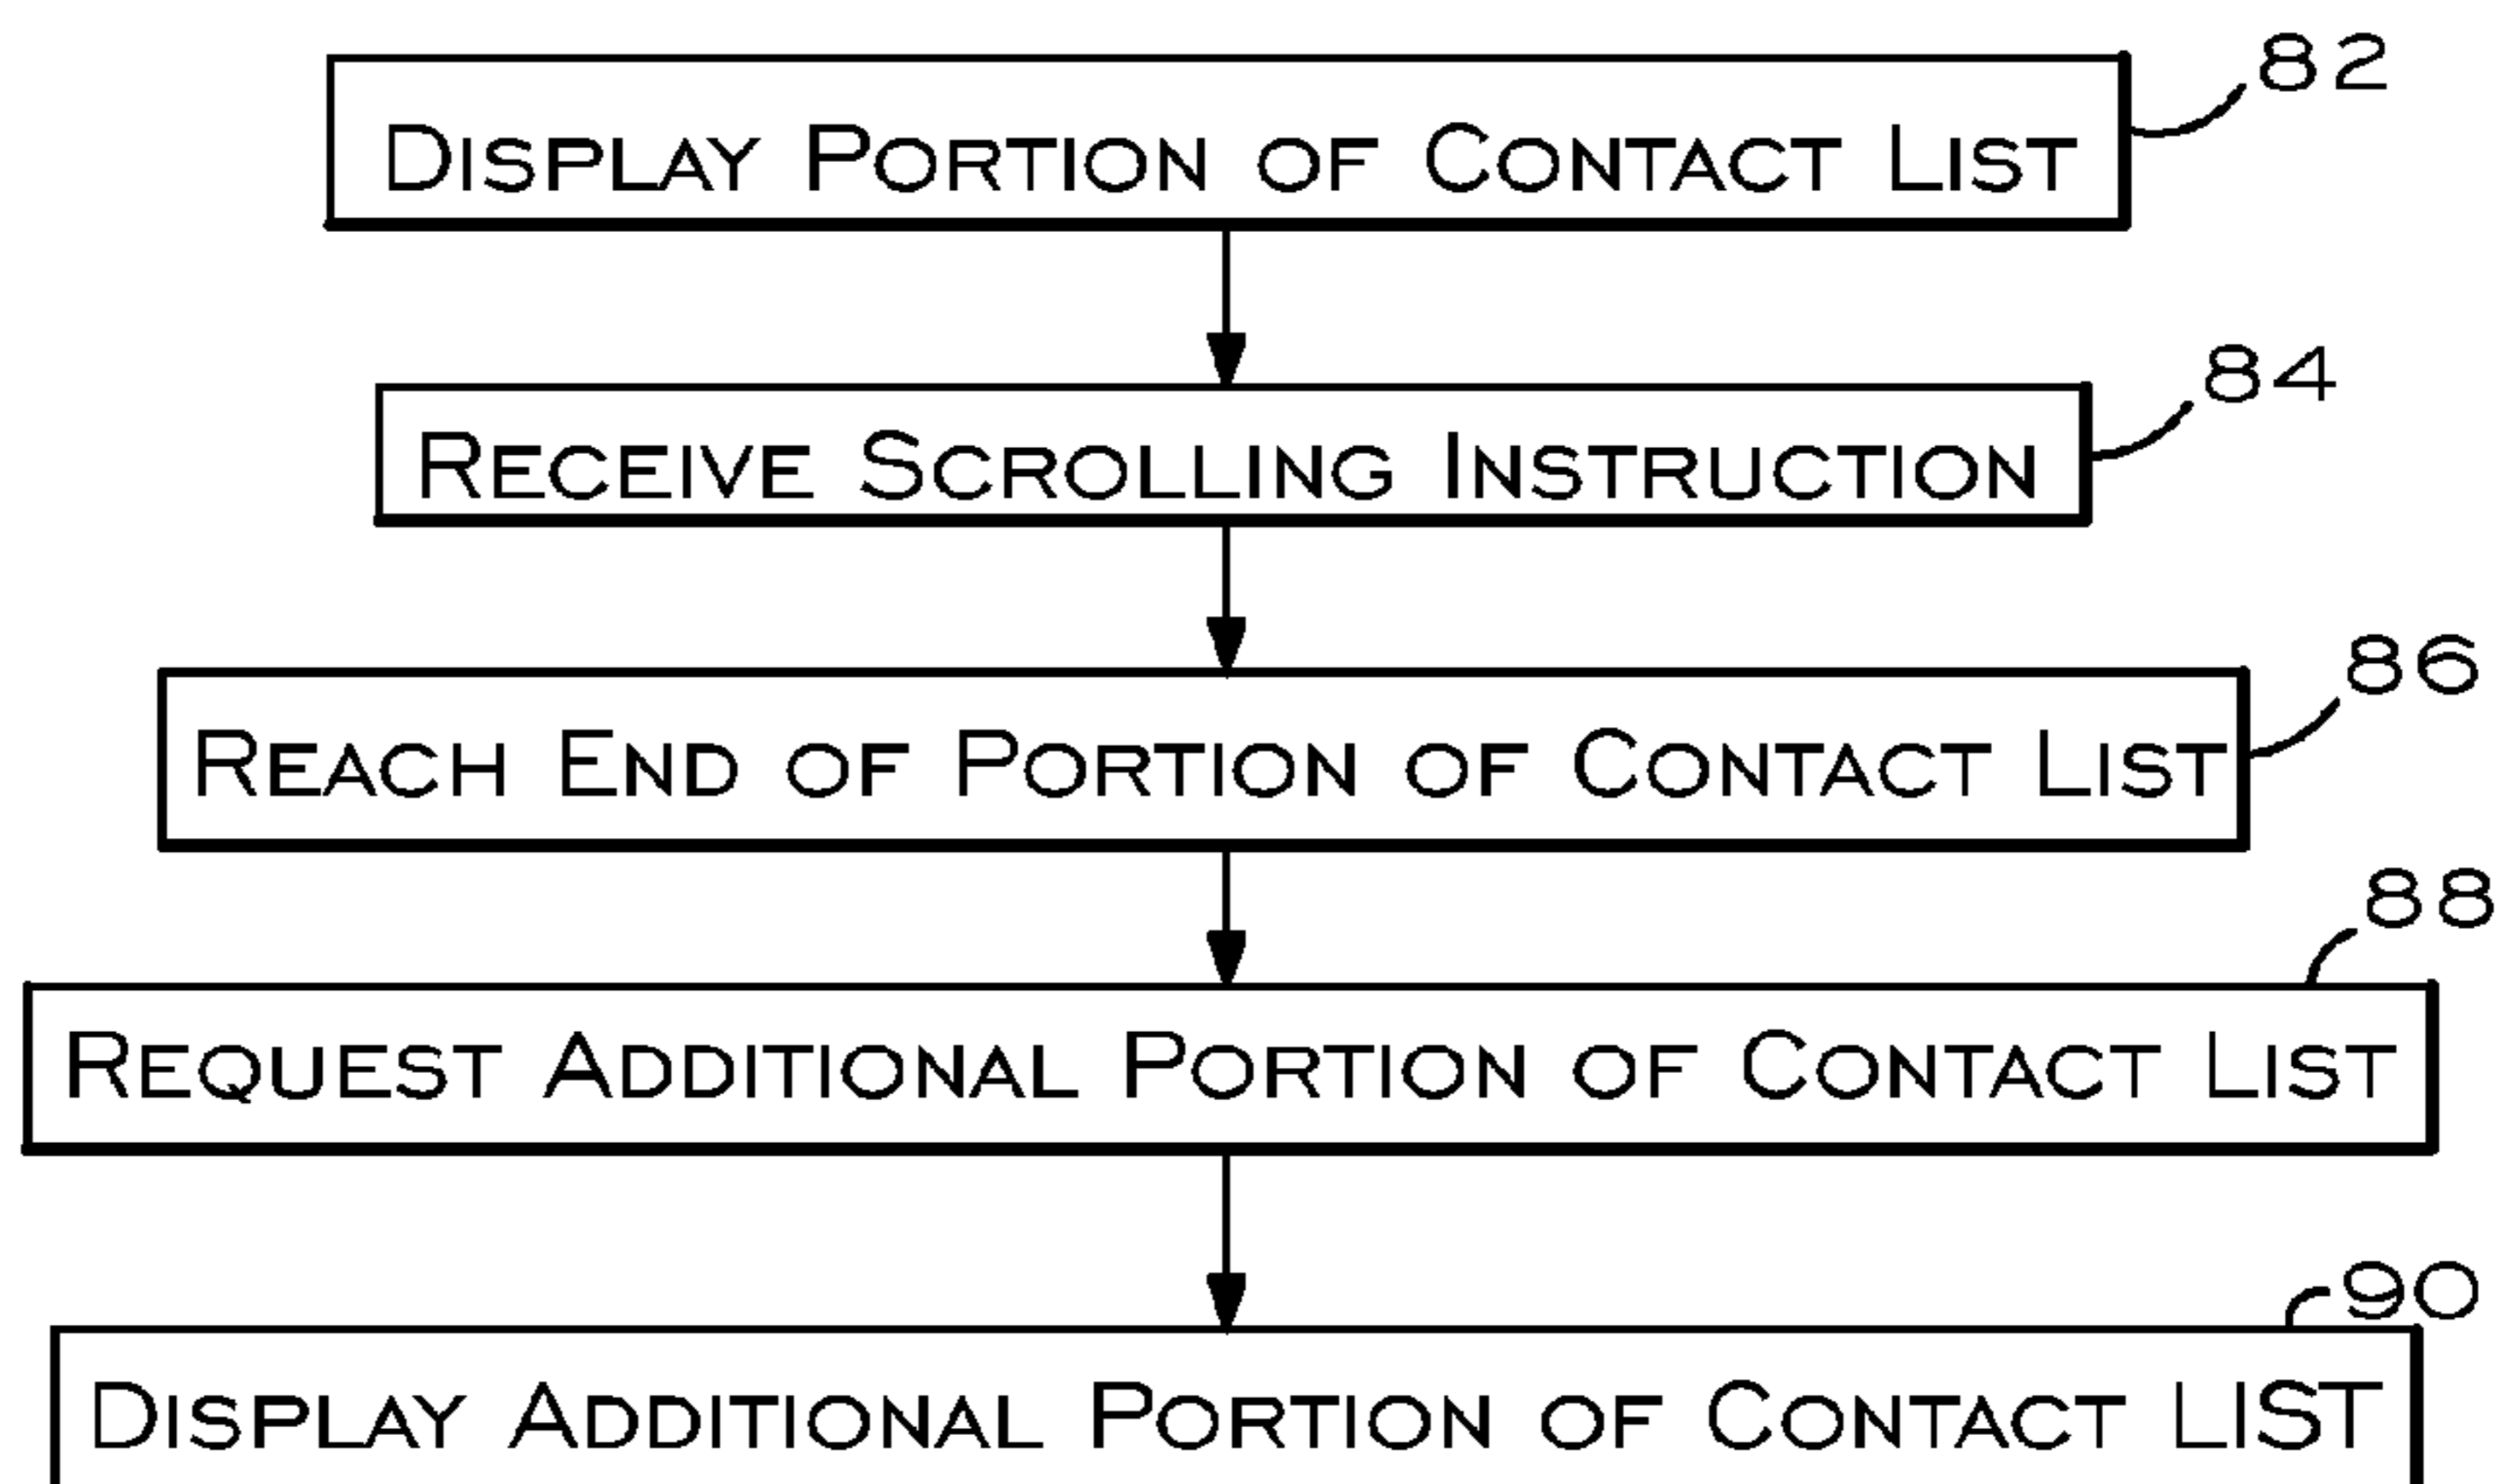 82
Display Portion of Contact List
84
Receive Scrolling Instruction
86
Reach End of Portion of Contact List
88
Request Additional Portion of Contact List
90
Display Additional Portion of Contact LIST